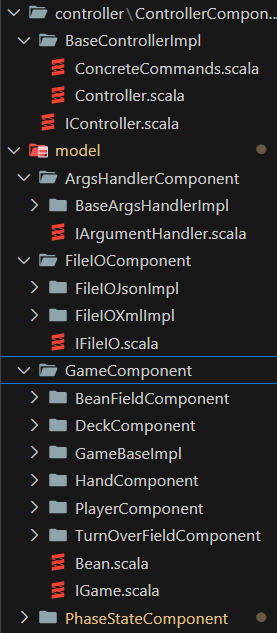 controller\ControllerCompon...
BaseControllerImpl
ConcreteCommands.scala
Controller.scala
IController.scala
model
ArgsHandlerComponent
BaseArgsHandlerImpl
IArgumentHandler.scala
FileIOComponent
FileIOJsonImpl
FileIOXmlImpl
IFileIO.scala
GameComponent
BeanFieldComponent
DeckComponent
GameBaseImpl
HandComponent
PlayerComponent
TurnOverFieldComponent
Bean.scala
IGame.scala
PhaseStateComponent